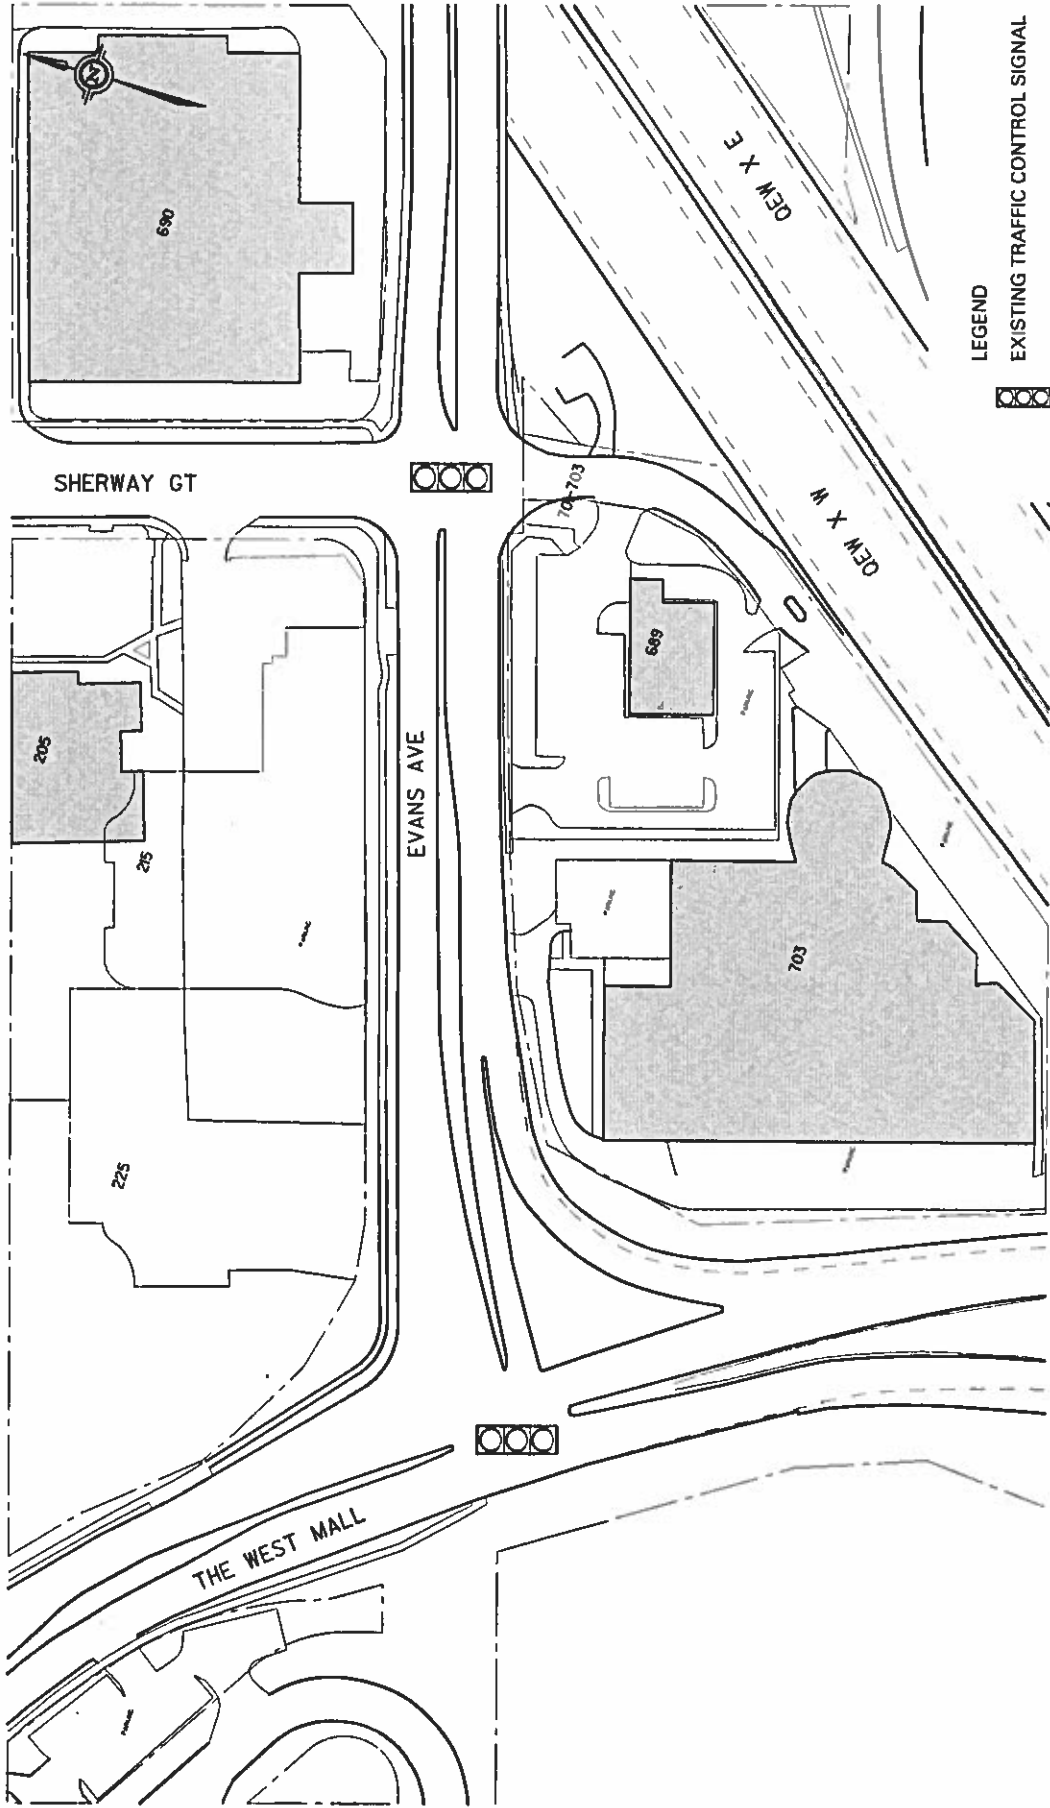 N
690
QEW X E
LEGEND
EXISTING TRAFFIC CONTROL SIGNAL
SHERWAY GT
QEW X W
689
205
215
EVANS AVE
703
225
THE WEST MALL